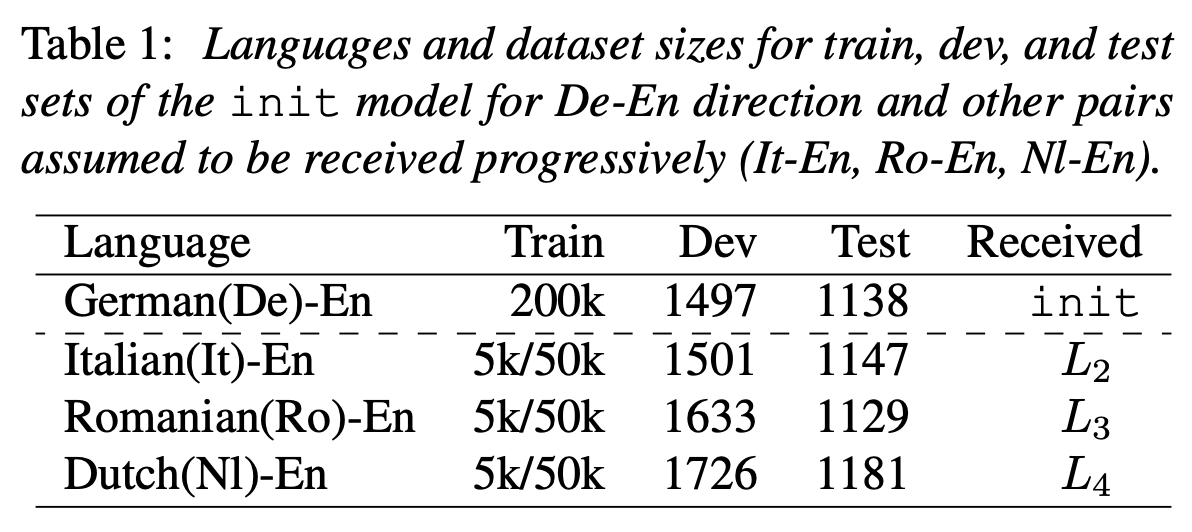 Table 1: Languages and dataset sizes for train, dev, and test
sets of the init model for De-En direction and other pairs
assumed to be received progressively (It-En, Ro-En, Nl-En).
Language Train Dev Test Received
German(De)-En 200k 1497 1138 init
Italian(It)-En 5k/50k 1501 1147 L₂
Romanian(Ro)-En 5k/50k 1633 1129 L₃
Dutch(Nl)-En 5k/50k 1726 1181 L₄